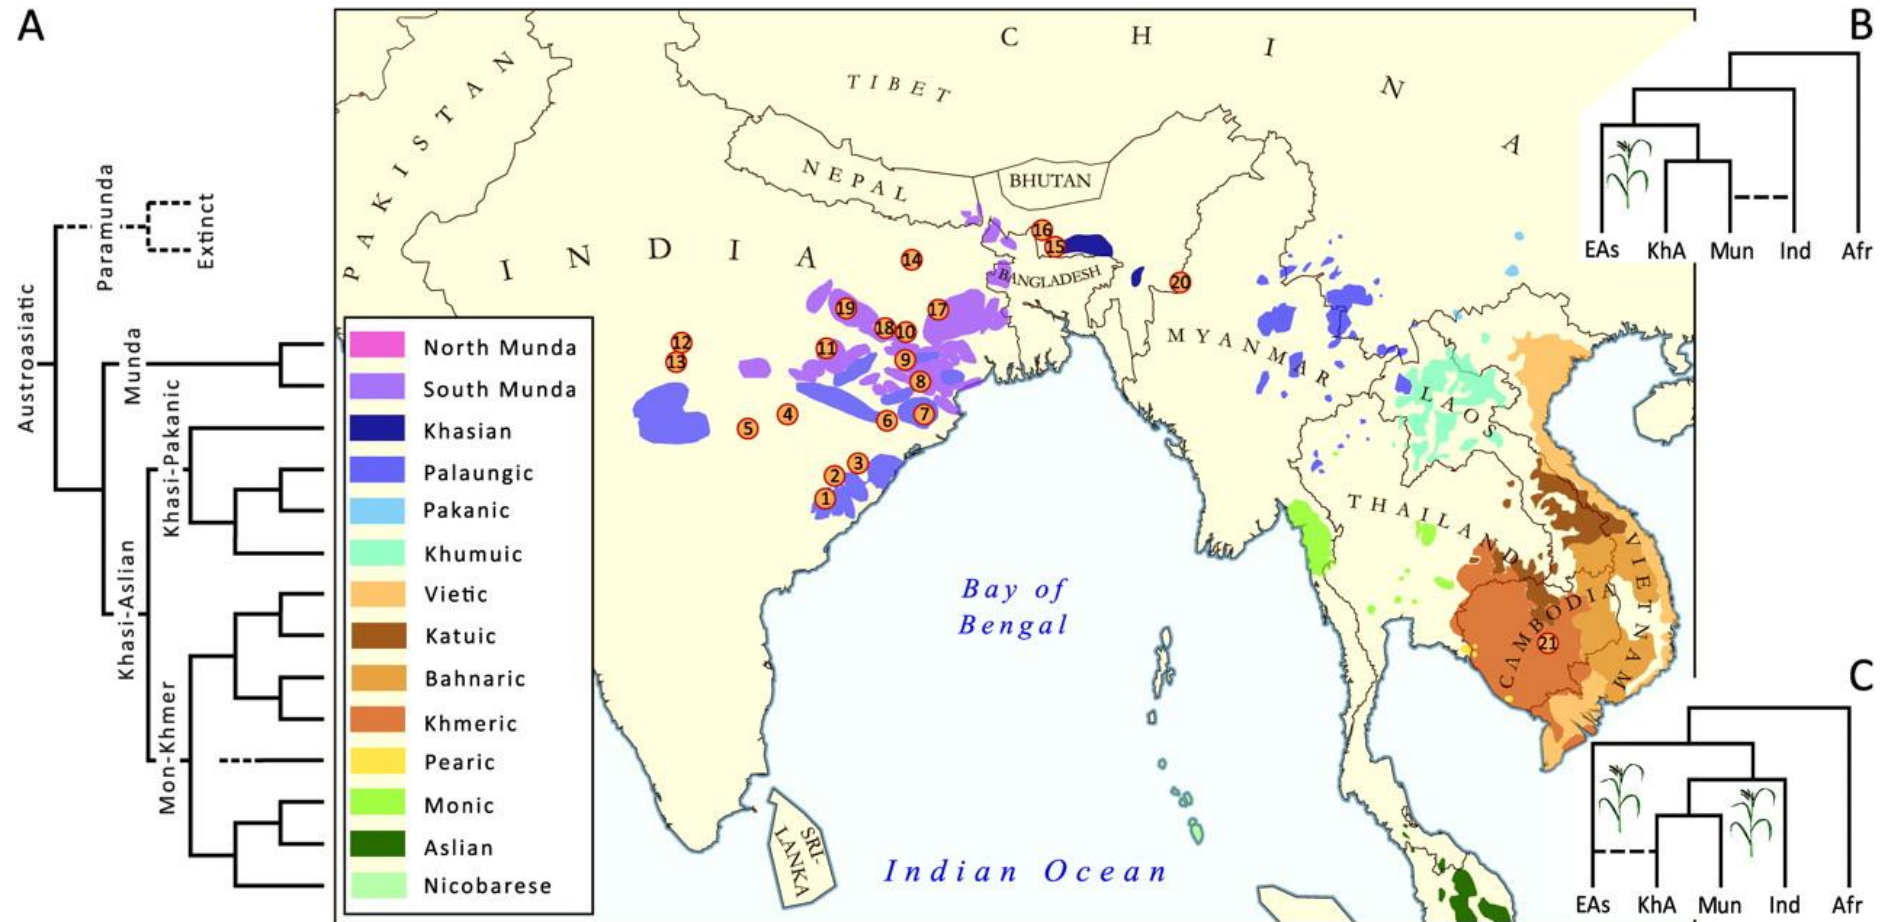 A
B
C
Austroasiatic
Paramunda
Extinct
Munda
Khasi-Aslian
Khasi-Pakanic
Mon-Khmer
North Munda
South Munda
Khasian
Palaungic
Pakanic
Khumuic
Vietic
Katuic
Bahnaric
Khmeric
Pearic
Monic
Aslian
Nicobarese
CHINA
TIBET
PAKISTAN
NEPAL
BHUTAN
INDIA
BANGLADESH
MYANMAR
LAOS
THAILAND
VIETNAM
CAMBODIA
SRI-
LANKA
Bay of
Bengal
Indian Ocean
16
15
14
20
19
17
18
10
12
11
13
9
8
4
7
5
6
3
2
1
21
EAs KhA Mun Ind Afr
EAs KhA Mun Ind Afr